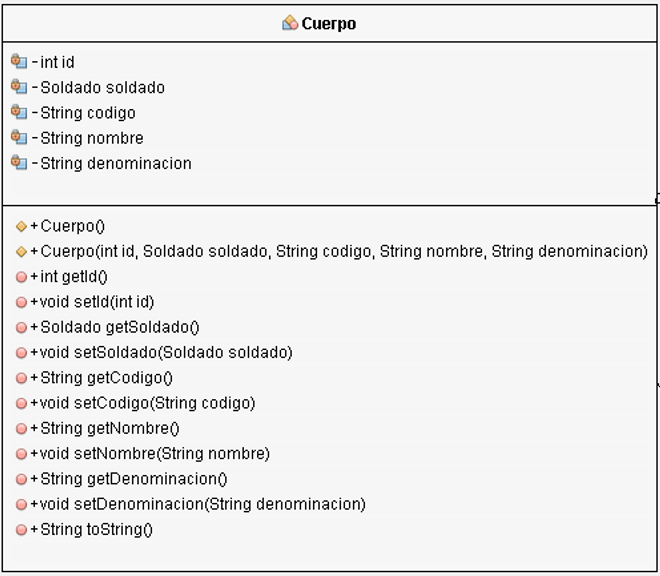 Cuerpo
-int id
-Soldado soldado
-String codigo
-String nombre
-String denominacion
+Cuerpo()
+Cuerpo(int id, Soldado soldado, String codigo, String nombre, String denominacion)
+int getId()
+void setId(int id)
+Soldado getSoldado()
+void setSoldado(Soldado soldado)
+String getCodigo()
+void setCodigo(String codigo)
+String getNombre()
+void setNombre(String nombre)
+String getDenominacion()
+void setDenominacion(String denominacion)
+String toString()